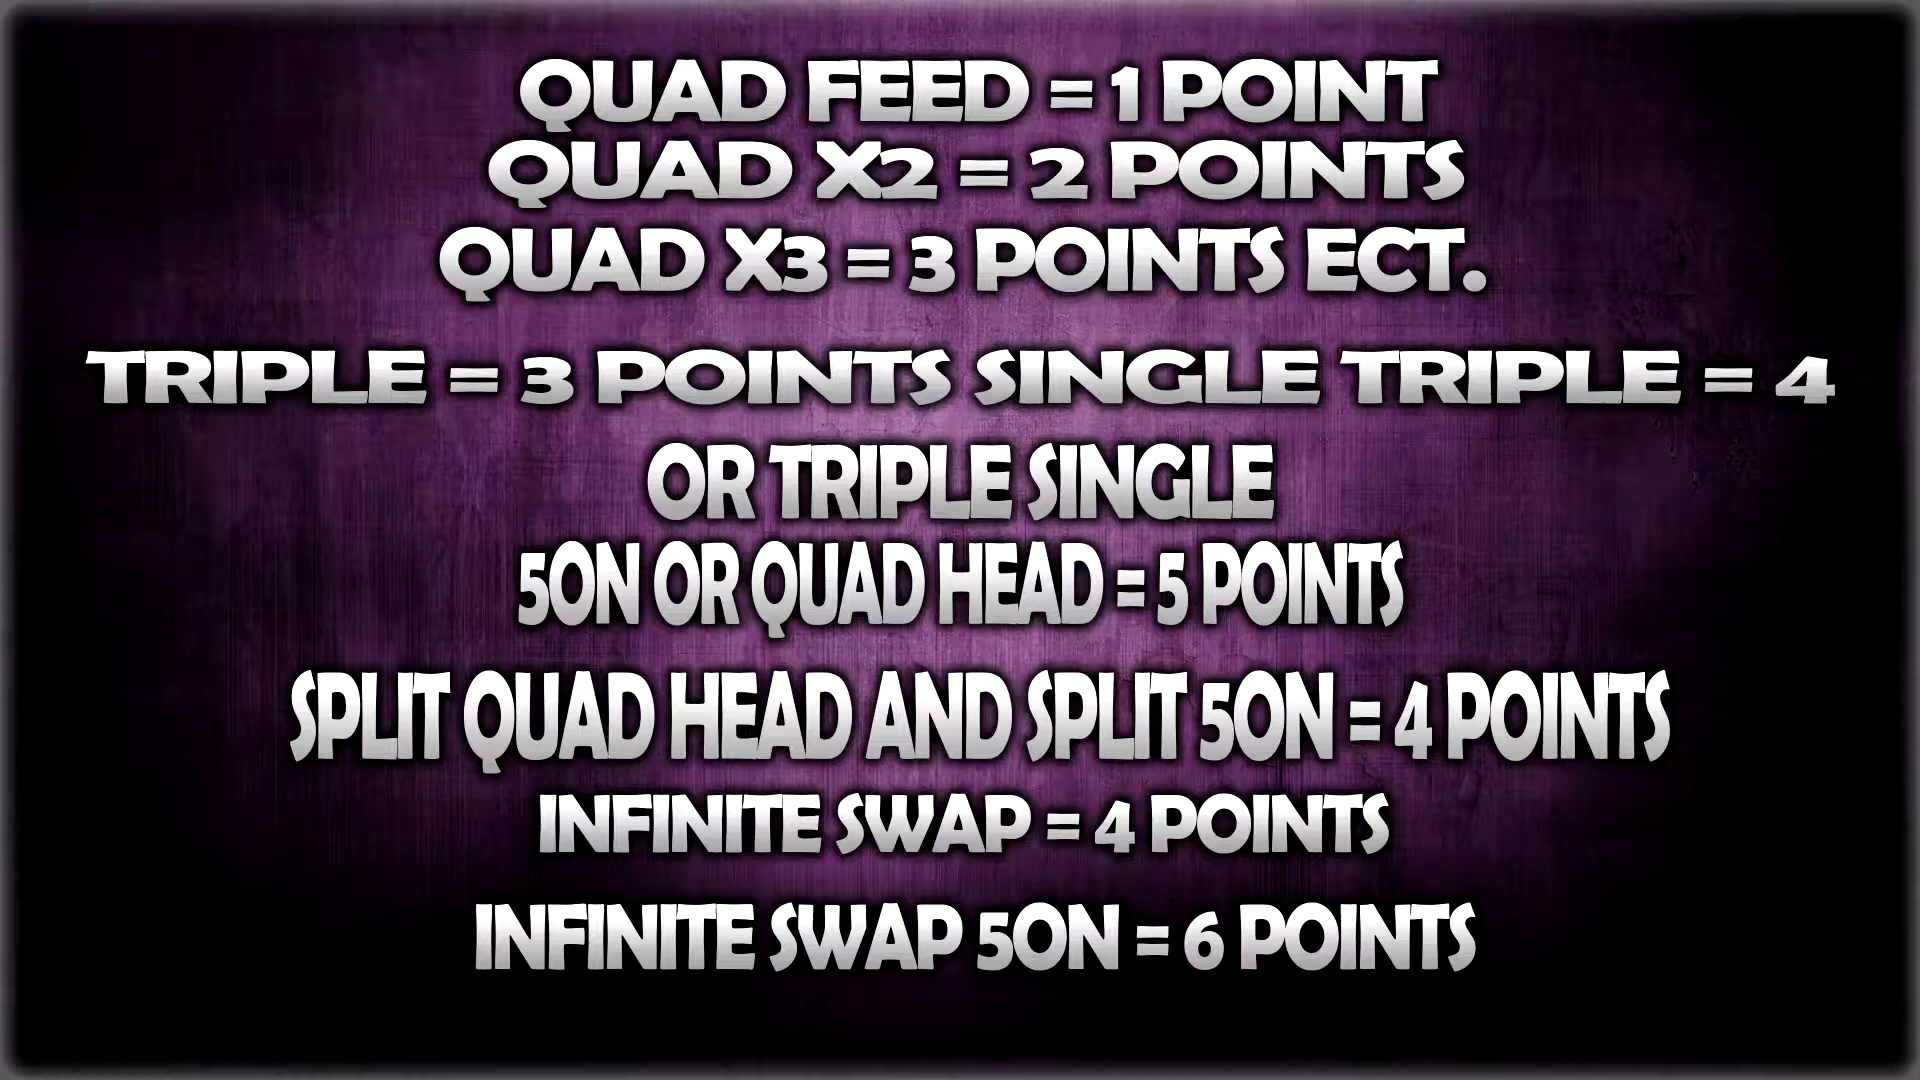 QUAD FEED = 1 POINT
QUAD X2 = 2 POINTS
QUAD X3 = 3 POINTS ECT.
TRIPLE = 3 POINTS SINGLE TRIPLE = 4
OR TRIPLE SINGLE
5ON OR QUAD HEAD = 5 POINTS
SPLIT QUAD HEAD AND SPLIT 5ON = 4 POINTS
INFINITE SWAP = 4 POINTS
INFINITE SWAP 5ON = 6 POINTS